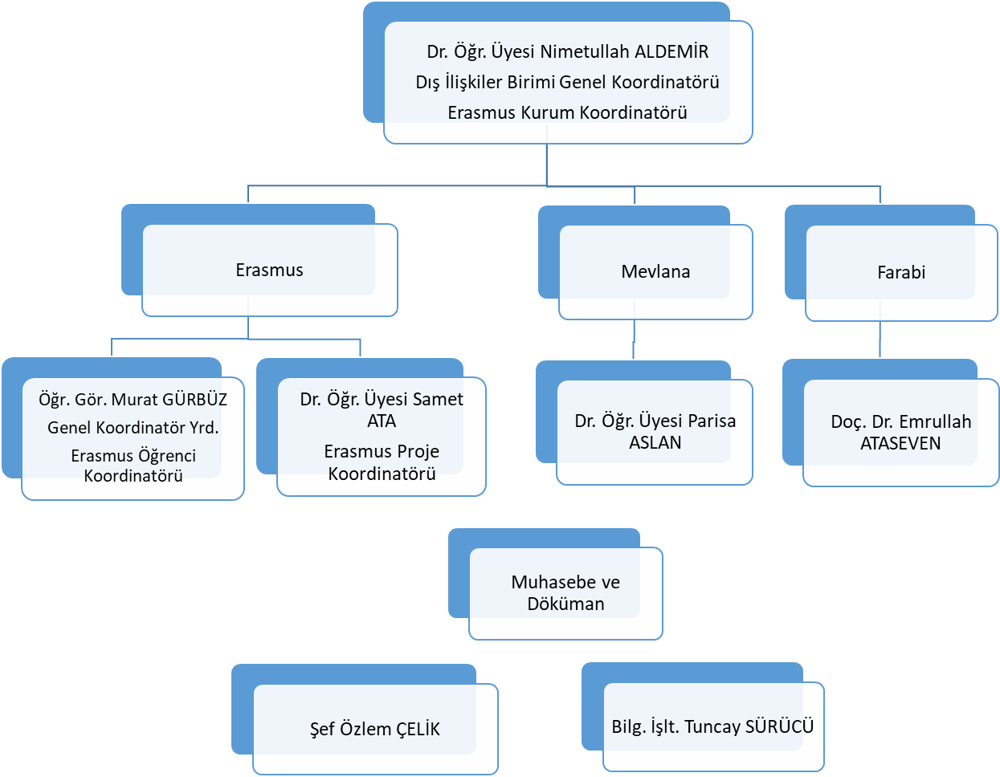 Dr. Öğr. Üyesi Nimetullah ALDEMİR
Dış İlişkiler Birimi Genel Koordinatörü
Erasmus Kurum Koordinatörü
Erasmus
Mevlana
Farabi
Öğr. Gör. Murat GÜRBÜZ
Genel Koordinatör Yrd.
Erasmus Öğrenci
Koordinatörü
Dr. Öğr. Üyesi Samet
ATA
Erasmus Proje
Koordinatörü
Dr. Öğr. Üyesi Parisa
ASLAN
Doç. Dr. Emrullah
ATASEVEN
Muhasebe ve
Döküman
Şef Özlem ÇELİK
Bilg. İşlt. Tuncay SÜRÜCÜ